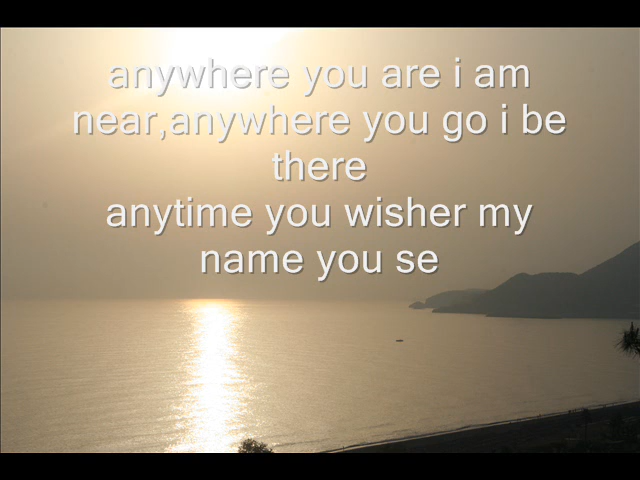 anywhere you are i am
near,anywhere you go i be
there
anytime you wisher my
name you se